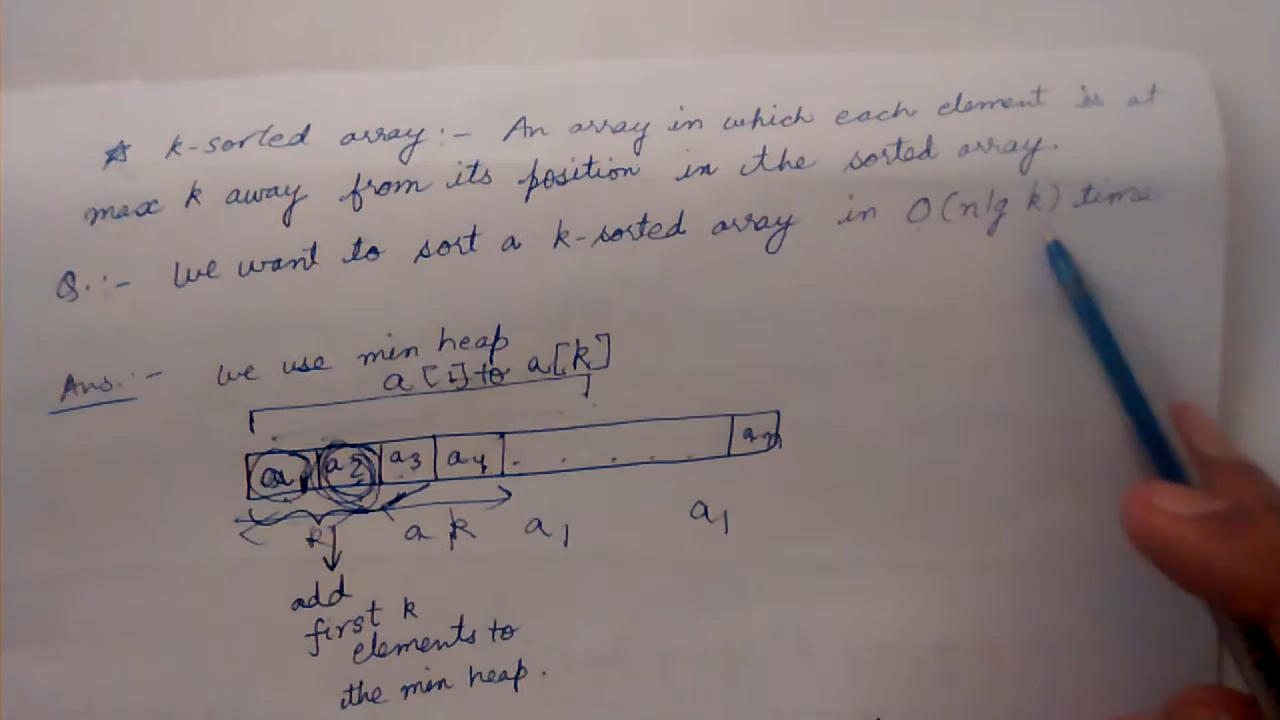 ☆ k-sorted array :- An array in which each element is at
max k away from its position in the sorted array.
Q. :- We want to sort a k-sorted array in O(nlg k) time
Ans. :- we use min heap
a[1] to a[k]
a1 a2 a3 a4 . . . . . an
k a k a1 a1
add
first k
elements to
the min heap.